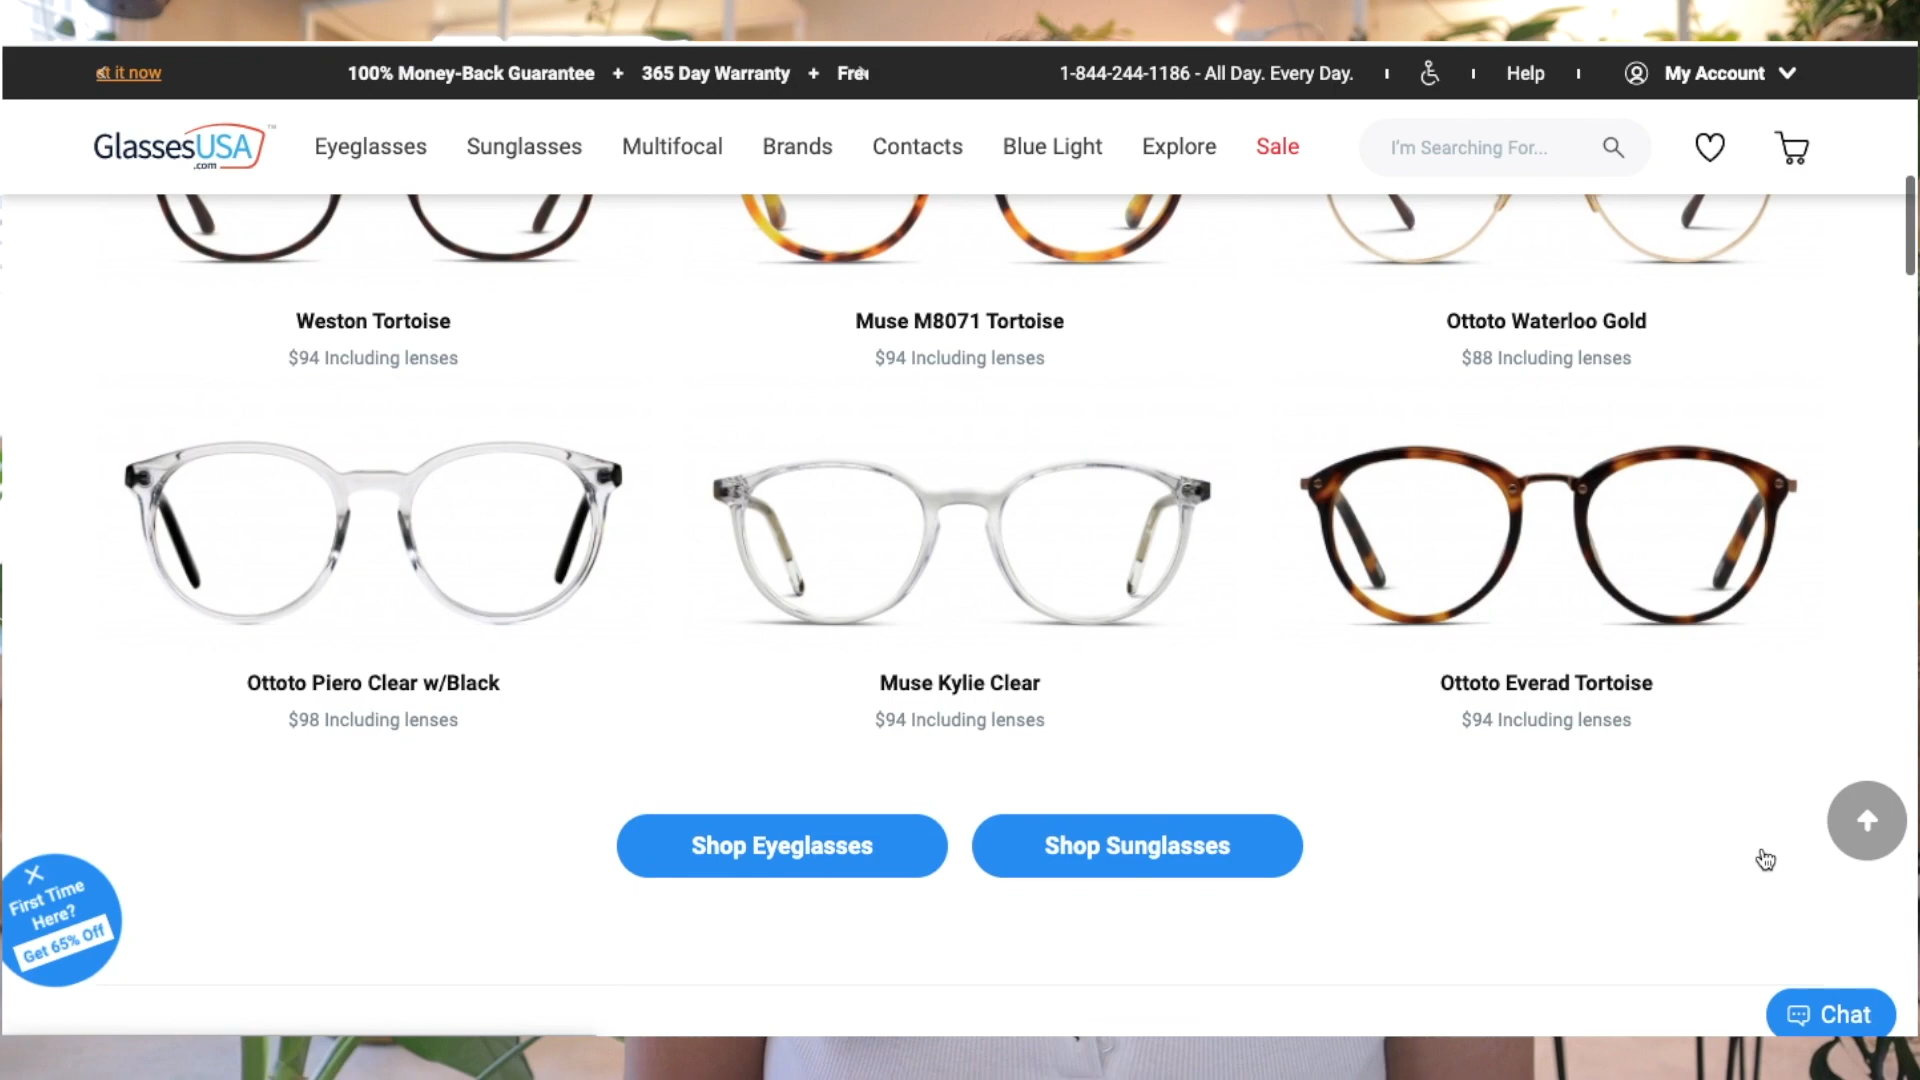 it now
100% Money-Back Guarantee + 365 Day Warranty +
1-844-244-1186 - All Day. Every Day.
Help
My Account
GlassesUSA.com™
Eyeglasses Sunglasses Multifocal Brands Contacts Blue Light Explore Sale
I'm Searching For...
Weston Tortoise
$94 Including lenses
Muse M8071 Tortoise
$94 Including lenses
Ottoto Waterloo Gold
$88 Including lenses
Ottoto Piero Clear w/Black
$98 Including lenses
Muse Kylie Clear
$94 Including lenses
Ottoto Everad Tortoise
$94 Including lenses
Shop Eyeglasses
Shop Sunglasses
First Time
Here?
Get 65% Off
Chat